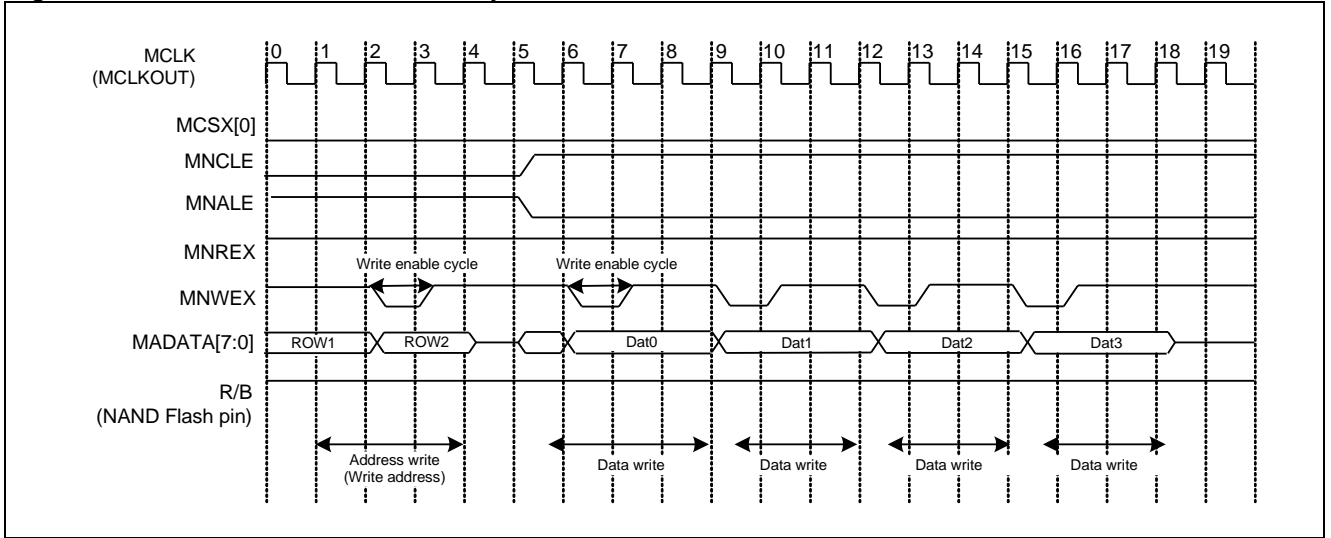 MCLK
(MCLKOUT)
0 1 2 3 4 5 6 7 8 9 10 11 12 13 14 15 16 17 18 19
MCSX[0]
MNCLE
MNALE
MNREX
Write enable cycle Write enable cycle
MNWEX
MADATA[7:0] ROW1 ROW2 Dat0 Dat1 Dat2 Dat3
R/B
(NAND Flash pin)
Address write
(Write address)
Data write Data write Data write Data write